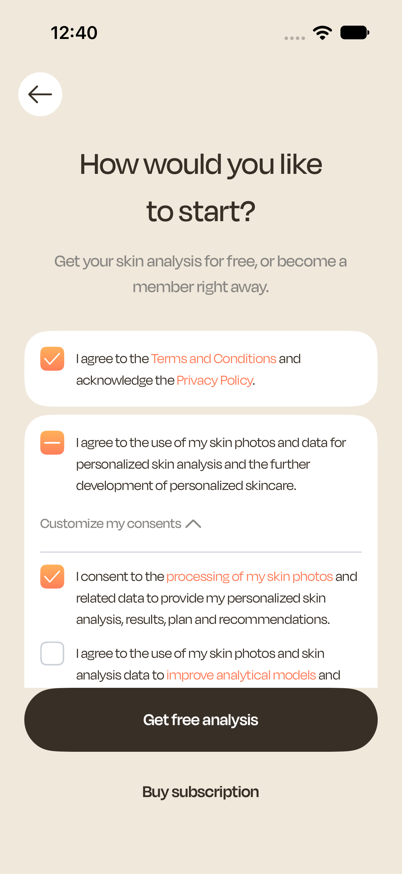 12:40
How would you like
to start?
Get your skin analysis for free, or become a
member right away.
I agree to the Terms and Conditions and
acknowledge the Privacy Policy.
I agree to the use of my skin photos and data for
personalized skin analysis and the further
development of personalized skincare.
Customize my consents
I consent to the processing of my skin photos and
related data to provide my personalized skin
analysis, results, plan and recommendations.
I agree to the use of my skin photos and skin
analysis data to improve analytical models and
Get free analysis
Buy subscription